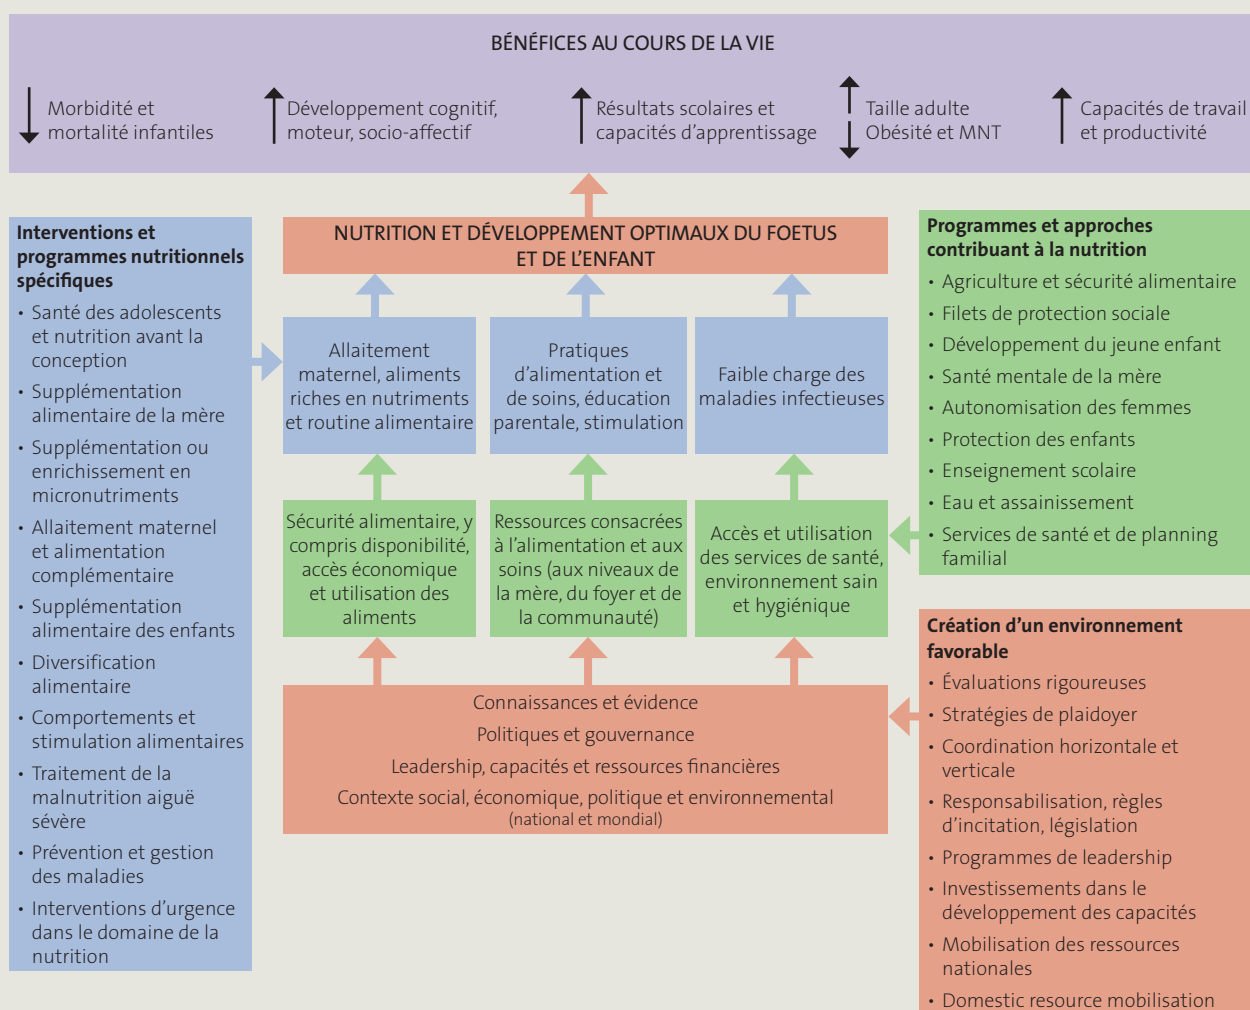 BÉNÉFICES AU COURS DE LA VIE
Morbidité et
mortalité infantiles
Développement cognitif,
moteur, socio-affectif
Résultats scolaires et
capacités d'apprentissage
Taille adulte
Obésité et MNT
Capacités de travail
et productivité
Interventions et
programmes nutritionnels
spécifiques
• Santé des adolescents
et nutrition avant la
conception
• Supplémentation
alimentaire de la mère
• Supplémentation ou
enrichissement en
micronutriments
• Allaitement maternel
et alimentation
complémentaire
• Supplémentation
alimentaire des enfants
• Diversification
alimentaire
• Comportements et
stimulation alimentaires
• Traitement de la
malnutrition aiguë
sévère
• Prévention et gestion
des maladies
• Interventions d'urgence
dans le domaine de la
nutrition
NUTRITION ET DÉVELOPPEMENT OPTIMAUX DU FOETUS
ET DE L'ENFANT
Allaitement
maternel, aliments
riches en nutriments
et routine alimentaire
Pratiques
d'alimentation et
de soins, éducation
parentale, stimulation
Faible charge des
maladies infectieuses
Sécurité alimentaire, y
compris disponibilité,
accès économique
et utilisation des
aliments
Ressources consacrées
à l'alimentation et aux
soins (aux niveaux de
la mère, du foyer et de
la communauté)
Accès et utilisation
des services de santé,
environnement sain
et hygiénique
Connaissances et évidence
Politiques et gouvernance
Leadership, capacités et ressources financières
Contexte social, économique, politique et environnemental
(national et mondial)
Programmes et approches
contribuant à la nutrition
• Agriculture et sécurité alimentaire
• Filets de protection sociale
• Développement du jeune enfant
• Santé mentale de la mère
• Autonomisation des femmes
• Protection des enfants
• Enseignement scolaire
• Eau et assainissement
• Services de santé et de planning
familial
Création d'un environnement
favorable
• Évaluations rigoureuses
• Stratégies de plaidoyer
• Coordination horizontale et
verticale
• Responsabilisation, règles
d'incitation, législation
• Programmes de leadership
• Investissements dans le
développement des capacités
• Mobilisation des ressources
nationales
• Domestic resource mobilisation